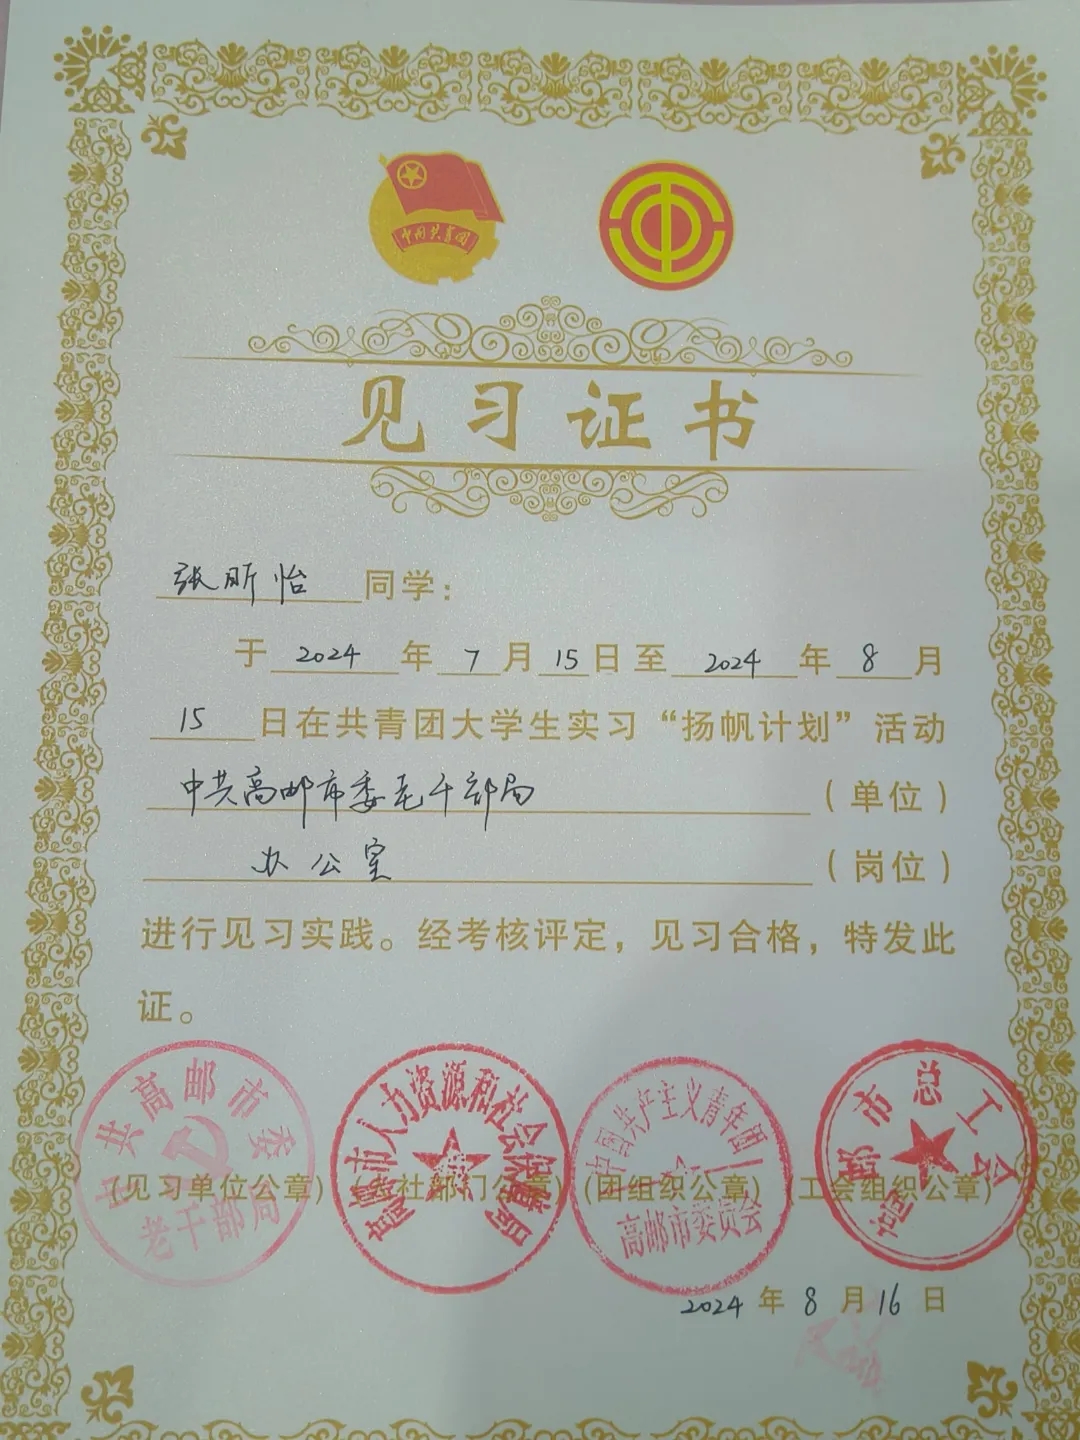 中国共青团
见习证书
张昕怡 同学：
于 2024 年 7 月 15 日至 2024 年 8 月
15 日在共青团大学生实习“扬帆计划”活动
中共高邮市委老干部局 （单位）
办公室 （岗位）
进行见习实践。经考核评定，见习合格，特发此
证。
中共高邮市委
老干部局
高邮市人力资源和社会保障局
中国共产主义青年团
高邮市委员会
高邮市总工会
（见习单位公章）（人社部门公章）（团组织公章）（工会组织公章）
2024 年 8 月 16 日